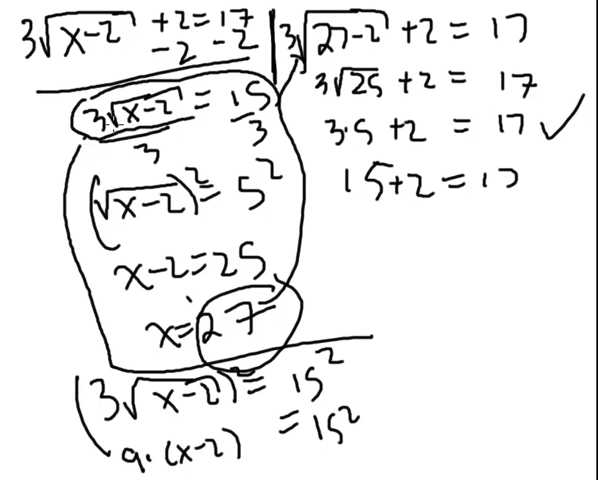 3√x-2 +2=17
-2 -2
3√x-2 = 15
3 3
(√x-2)² = 5²
x-2=25
x=27
(3√x-2)² = 15²
9·(x-2) = 15²
3√27-2 +2 = 17
3√25 +2 = 17
3·5 +2 = 17 ✓
15+2=17